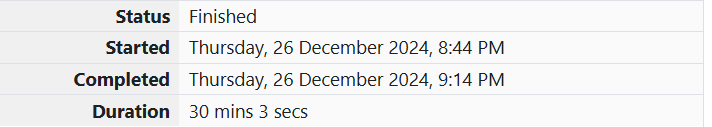 Status Finished
Started Thursday, 26 December 2024, 8:44 PM
Completed Thursday, 26 December 2024, 9:14 PM
Duration 30 mins 3 secs